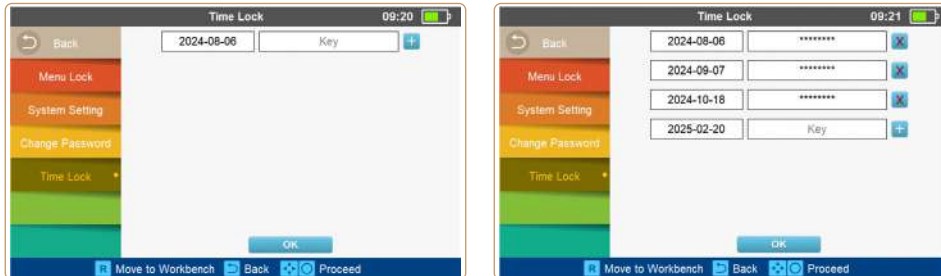 Time Lock 09:20
Back
2024-08-06 Key +
Menu Lock
System Setting
Change Password
Time Lock
OK
R Move to Workbench Back Proceed
Time Lock 09:21
Back
2024-08-06 ******** X
Menu Lock
2024-09-07 ******** X
System Setting
2024-10-18 ******** X
2025-02-20 Key +
Change Password
Time Lock
OK
R Move to Workbench Back Proceed